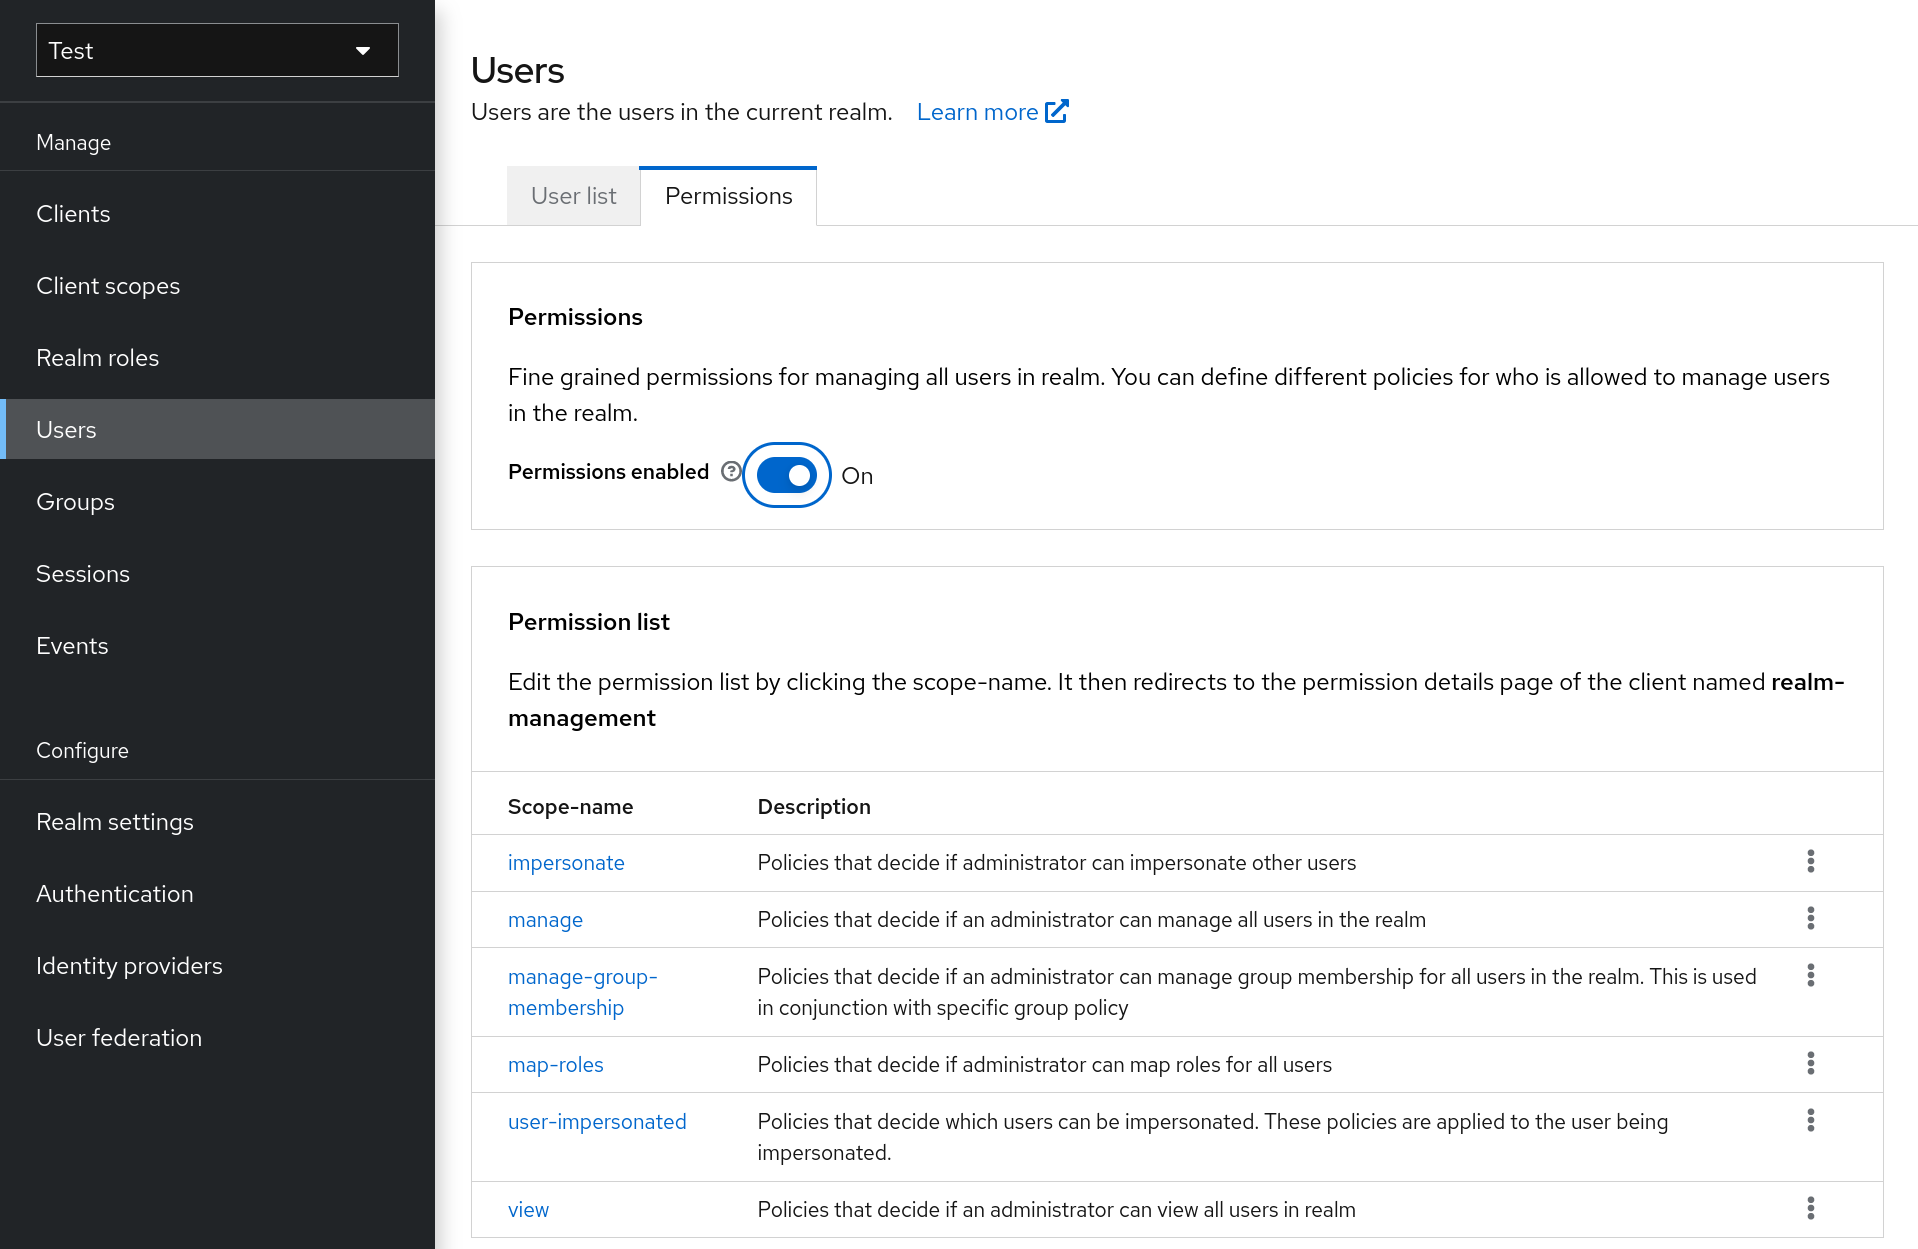 Test
Manage
Clients
Client scopes
Realm roles
Users
Groups
Sessions
Events
Configure
Realm settings
Authentication
Identity providers
User federation
Users
Users are the users in the current realm. Learn more
User list
Permissions
Permissions
Fine grained permissions for managing all users in realm. You can define different policies for who is allowed to manage users
in the realm.
Permissions enabled ? On
Permission list
Edit the permission list by clicking the scope-name. It then redirects to the permission details page of the client named realm-
management
Scope-name Description
impersonate Policies that decide if administrator can impersonate other users
manage Policies that decide if an administrator can manage all users in the realm
manage-group- Policies that decide if an administrator can manage group membership for all users in the realm. This is used
membership in conjunction with specific group policy
map-roles Policies that decide if administrator can map roles for all users
user-impersonated Policies that decide which users can be impersonated. These policies are applied to the user being
impersonated.
view Policies that decide if an administrator can view all users in realm